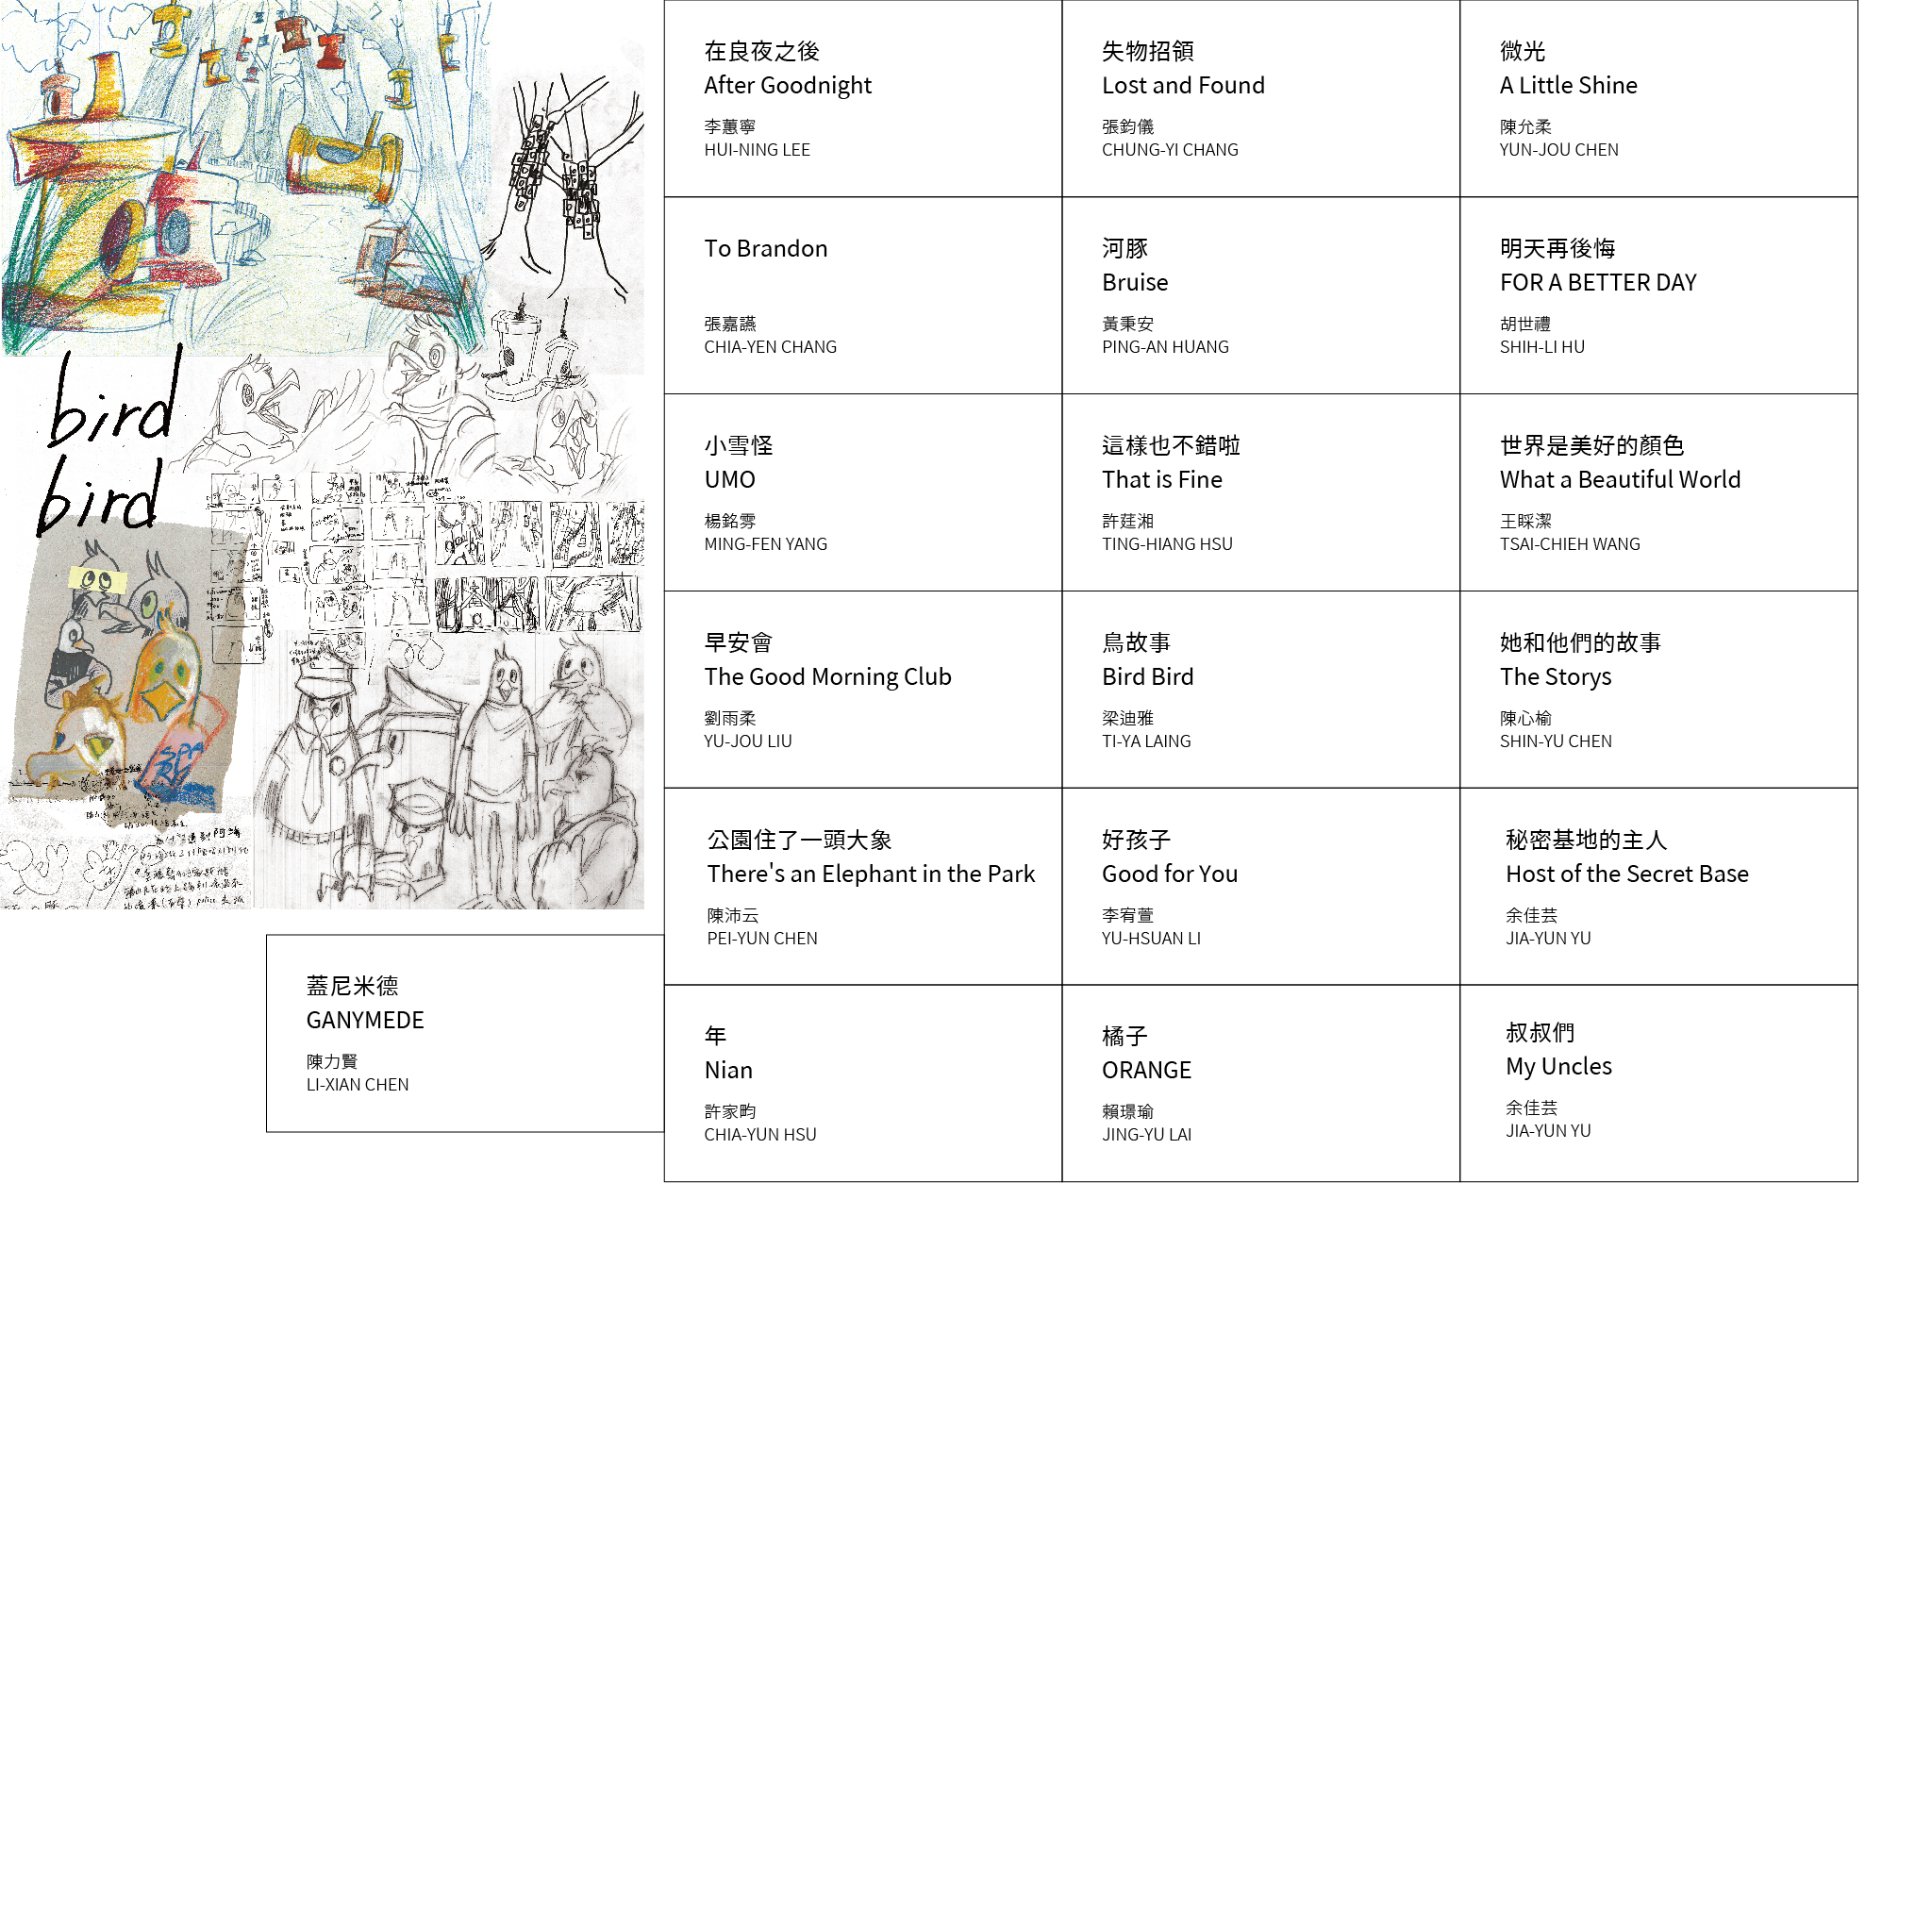 bird
bird
SPA
RK
在良夜之後
After Goodnight
李蕙寧
HUI-NING LEE
失物招領
Lost and Found
張鈞儀
CHUNG-YI CHANG
微光
A Little Shine
陳允柔
YUN-JOU CHEN
To Brandon
張嘉讌
CHIA-YEN CHANG
河豚
Bruise
黃秉安
PING-AN HUANG
明天再後悔
FOR A BETTER DAY
胡世禮
SHIH-LI HU
小雪怪
UMO
楊銘雰
MING-FEN YANG
這樣也不錯啦
That is Fine
許莛湘
TING-HIANG HSU
世界是美好的顏色
What a Beautiful World
王睬潔
TSAI-CHIEH WANG
早安會
The Good Morning Club
劉雨柔
YU-JOU LIU
鳥故事
Bird Bird
梁迪雅
TI-YA LAING
她和他們的故事
The Storys
陳心榆
SHIN-YU CHEN
公園住了一頭大象
There's an Elephant in the Park
陳沛云
PEI-YUN CHEN
好孩子
Good for You
李宥萱
YU-HSUAN LI
秘密基地的主人
Host of the Secret Base
余佳芸
JIA-YUN YU
蓋尼米德
GANYMEDE
陳力賢
LI-XIAN CHEN
年
Nian
許家畇
CHIA-YUN HSU
橘子
ORANGE
賴璟瑜
JING-YU LAI
叔叔們
My Uncles
余佳芸
JIA-YUN YU